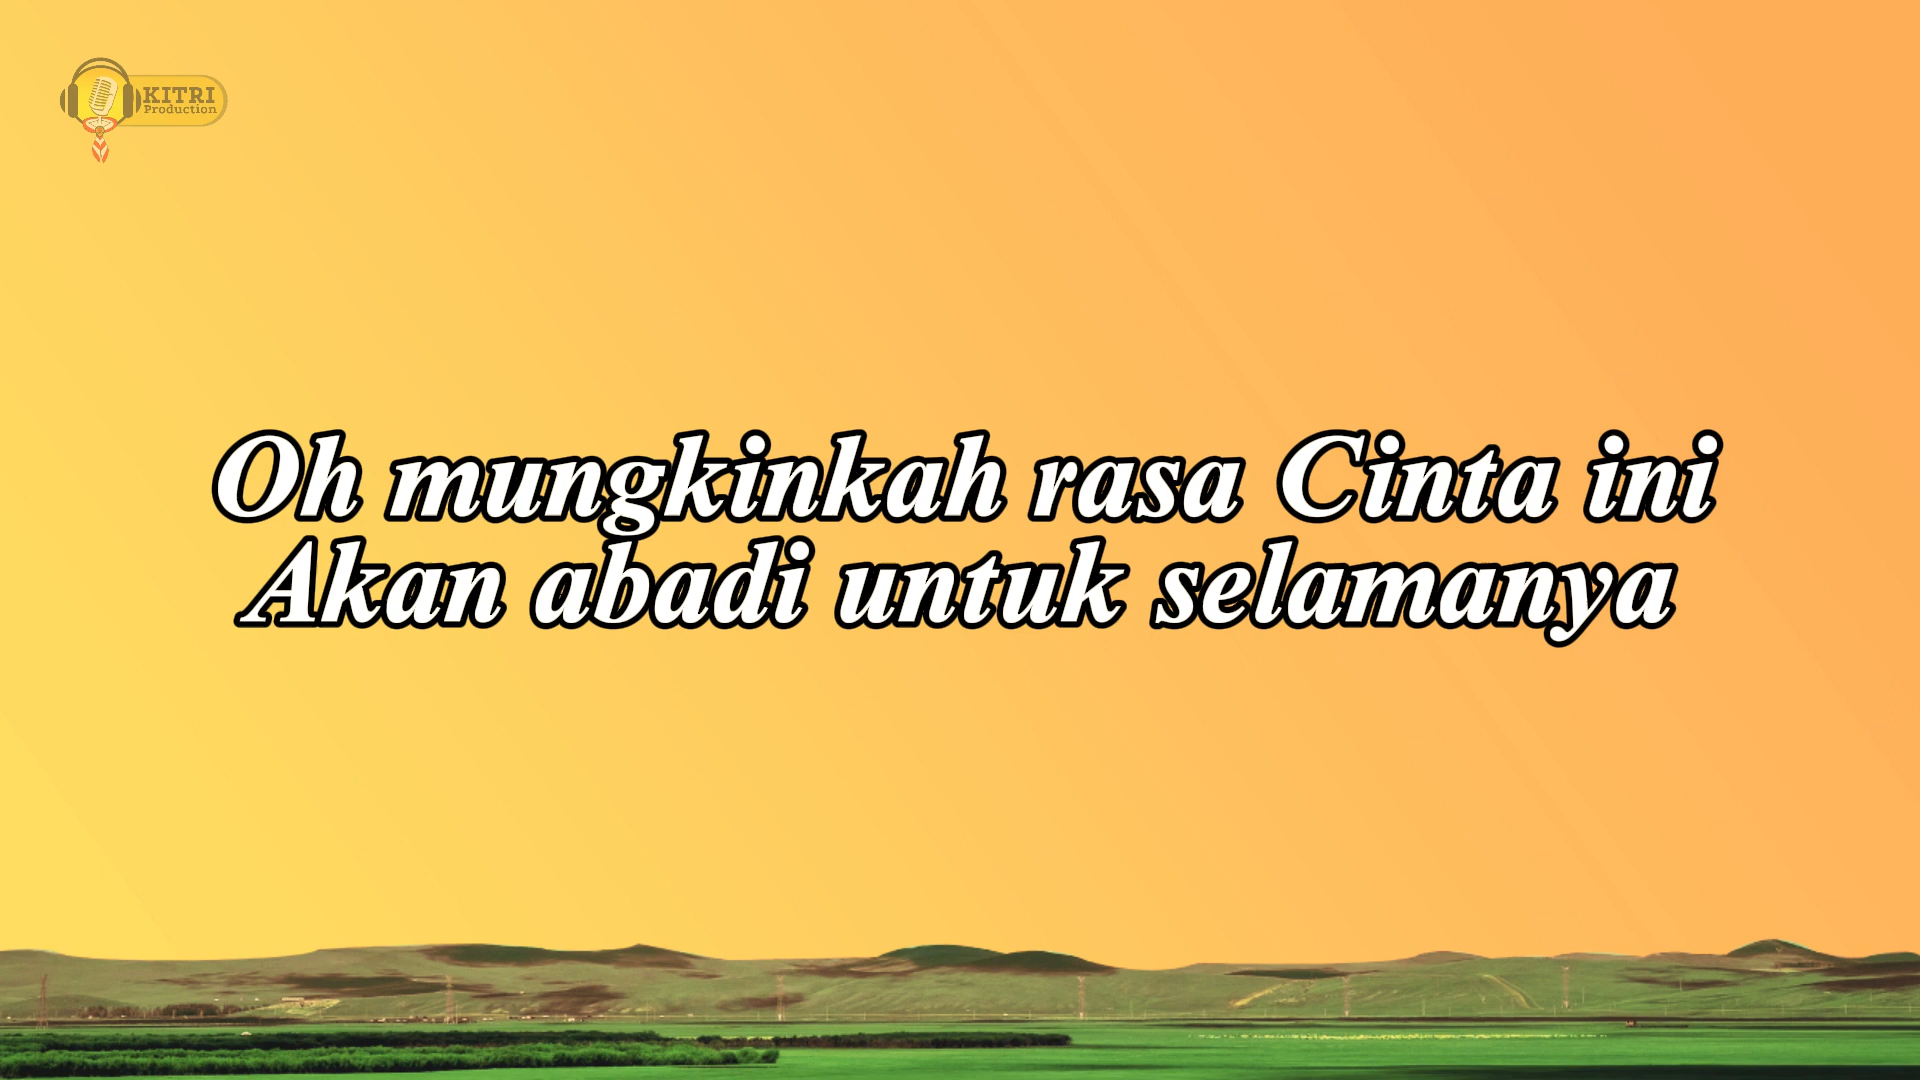 KITRI
Production
Oh mungkinkah rasa Cinta ini
Akan abadi untuk selamanya